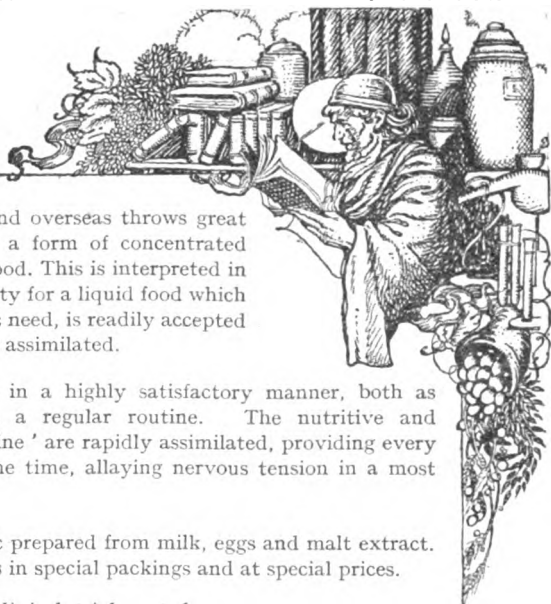 nd overseas throws great
a form of concentrated
ood. This is interpreted in
ty for a liquid food which
s need, is readily accepted
assimilated.
in a highly satisfactory manner, both as
a regular routine. The nutritive and
ine ' are rapidly assimilated, providing every
ne time, allaying nervous tension in a most
prepared from milk, eggs and malt extract.
s in special packings and at special prices.